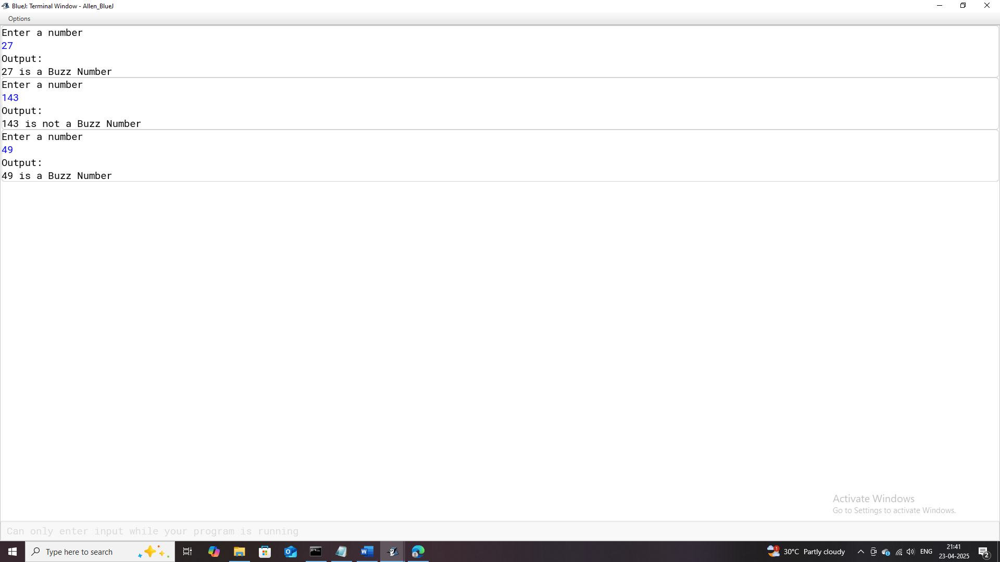 BlueJ: Terminal Window - Allen_BlueJ
Options
Enter a number
27
Output:
27 is a Buzz Number
Enter a number
143
Output:
143 is not a Buzz Number
Enter a number
49
Output:
49 is a Buzz Number
Activate Windows
Go to Settings to activate Windows.
Can only enter input while your program is running
Type here to search
1
30°C Partly cloudy
ENG
21:41
23-04-2025
2